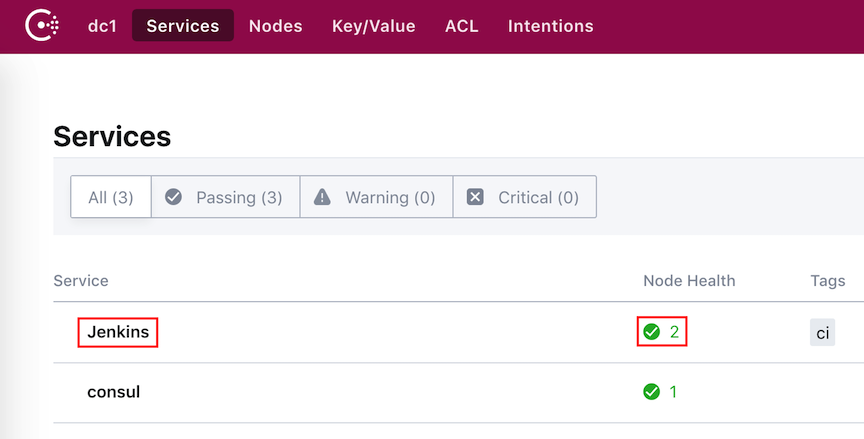 dc1 Services Nodes Key/Value ACL Intentions
Services
All (3) Passing (3) Warning (0) Critical (0)
Service Node Health Tags
Jenkins 2 ci
consul 1